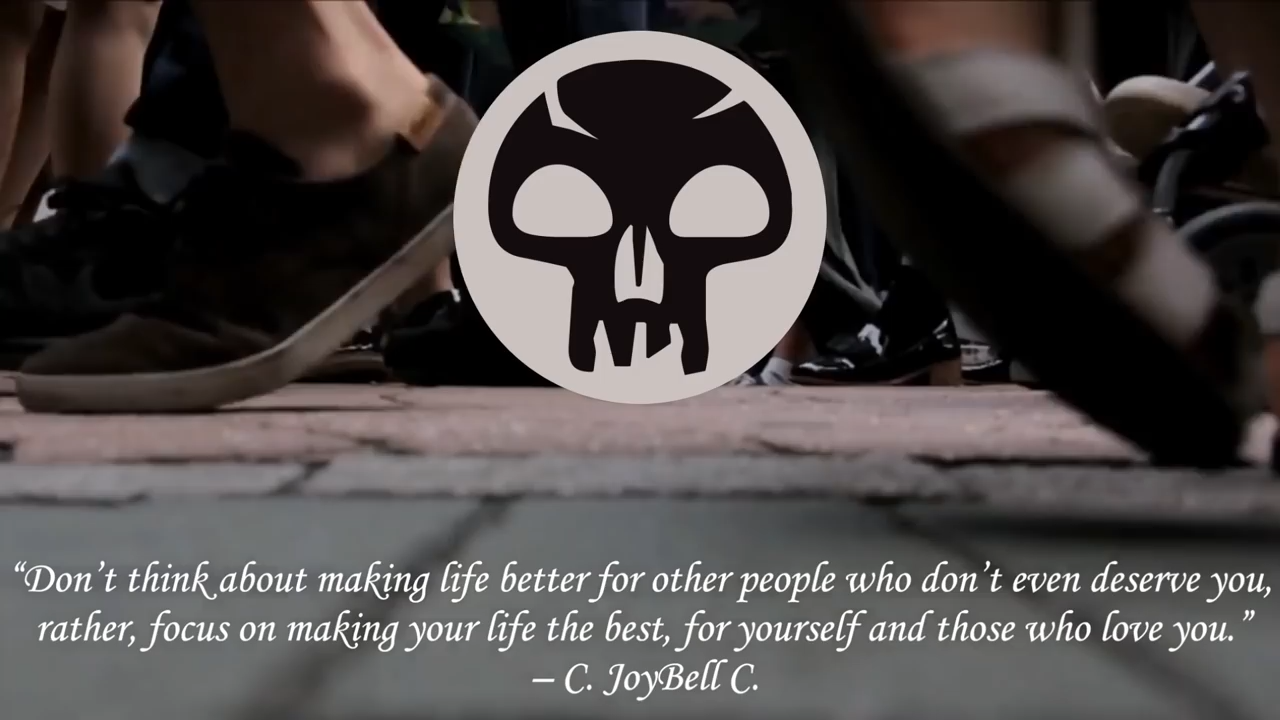 “Don’t think about making life better for other people who don’t even deserve you,
rather, focus on making your life the best, for yourself and those who love you.”
– C. JoyBell C.